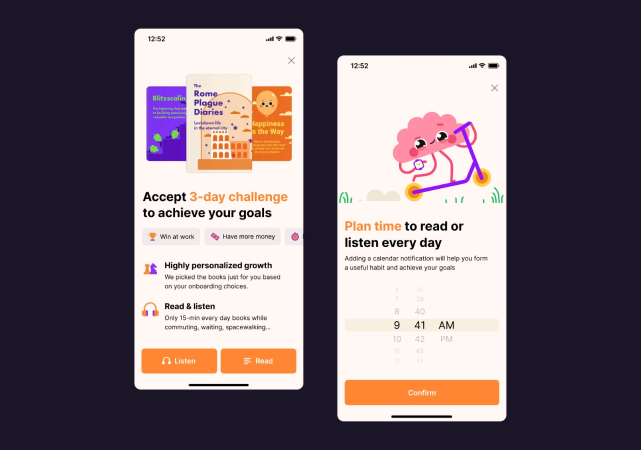 12:52
Blitzscaling
The
Rome
Plague
Diaries
Lockdown life
in the eternal city
Happiness
is the Way
Accept 3-day challenge
to achieve your goals
Win at work
Have more money
Highly personalized growth
We picked the books just for you based
on your onboarding choices.
Read & listen
Only 15-min every day books while
commuting, waiting, spacewalking...
Listen
Read
12:52
Plan time to read or
listen every day
Adding a calendar notification will help you form
a useful habit and achieve your goals
7 39
8 40
9 41 AM
10 42 PM
11 43
Confirm